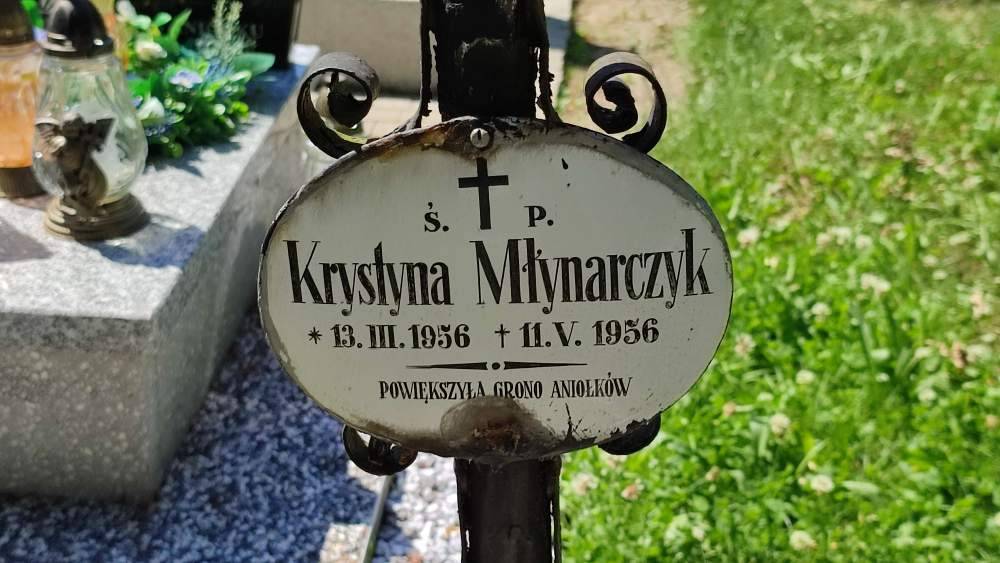 ś. p.
Krystyna Młynarczyk
* 13. III. 1956 † 11. V. 1956
POWIĘKSZYŁA GRONO ANIOŁKÓW